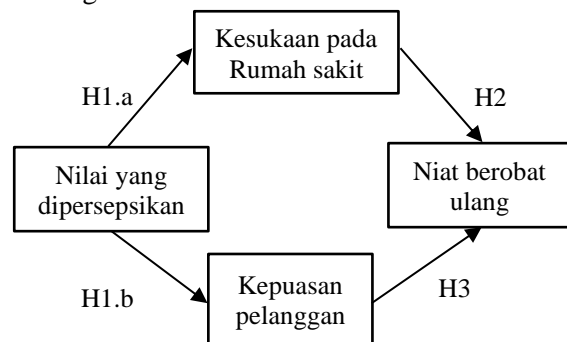 Kesukaan pada
Rumah sakit
H1.a
H2
Nilai yang
dipersepsikan
Niat berobat
ulang
H1.b
Kepuasan
pelanggan
H3